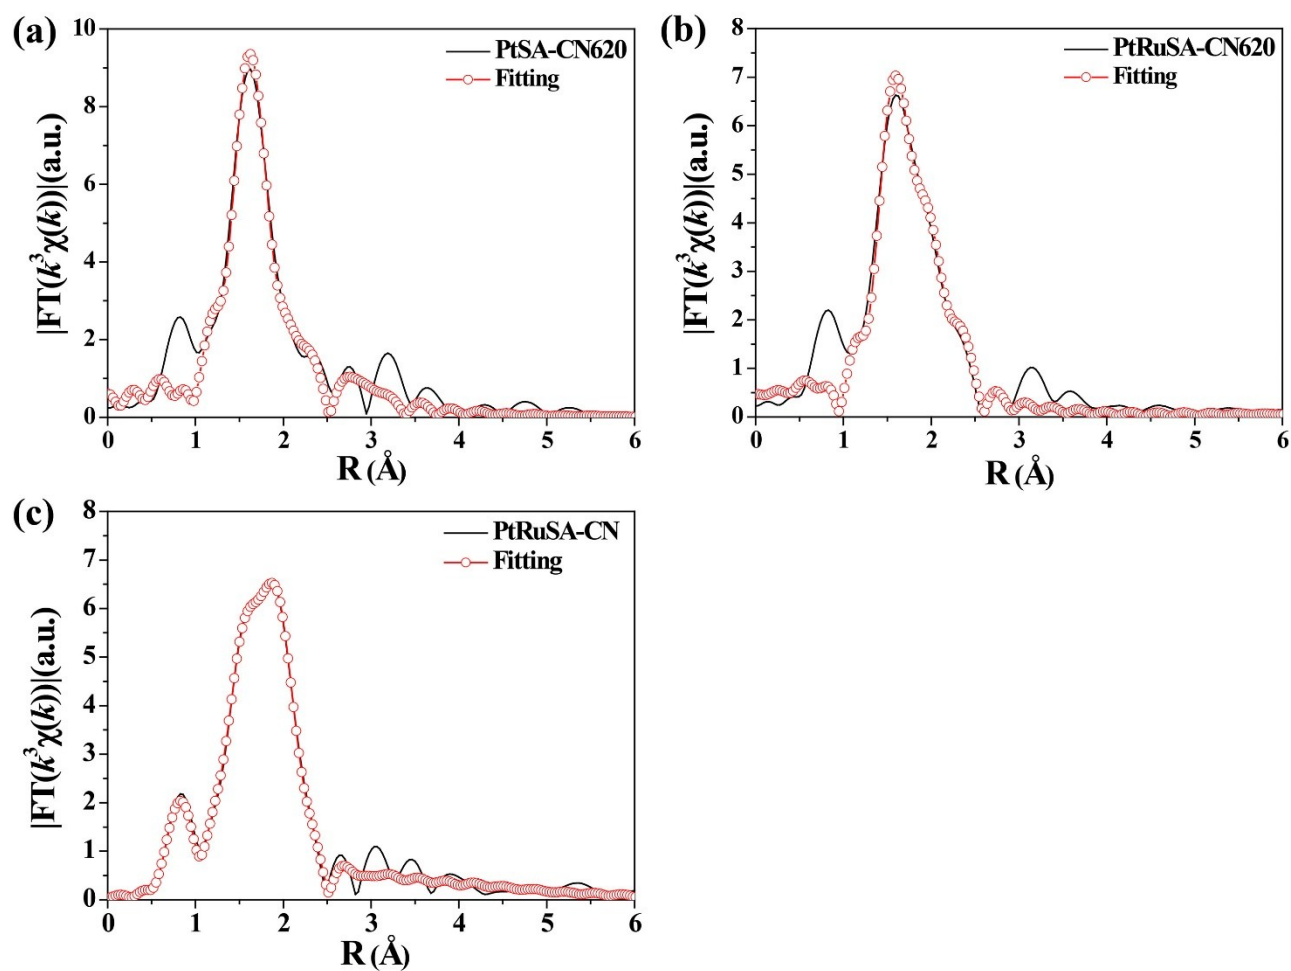 (a)
PtSA-CN620
Fitting
|FT(k³χ(k))|(a.u.)
10
8
6
4
2
0
0 1 2 3 4 5 6
R (Å)
(b)
PtRuSA-CN620
Fitting
|FT(k³χ(k))|(a.u.)
8
7
6
5
4
3
2
1
0
0 1 2 3 4 5 6
R (Å)
(c)
PtRuSA-CN
Fitting
|FT(k³χ(k))|(a.u.)
8
7
6
5
4
3
2
1
0
0 1 2 3 4 5 6
R (Å)